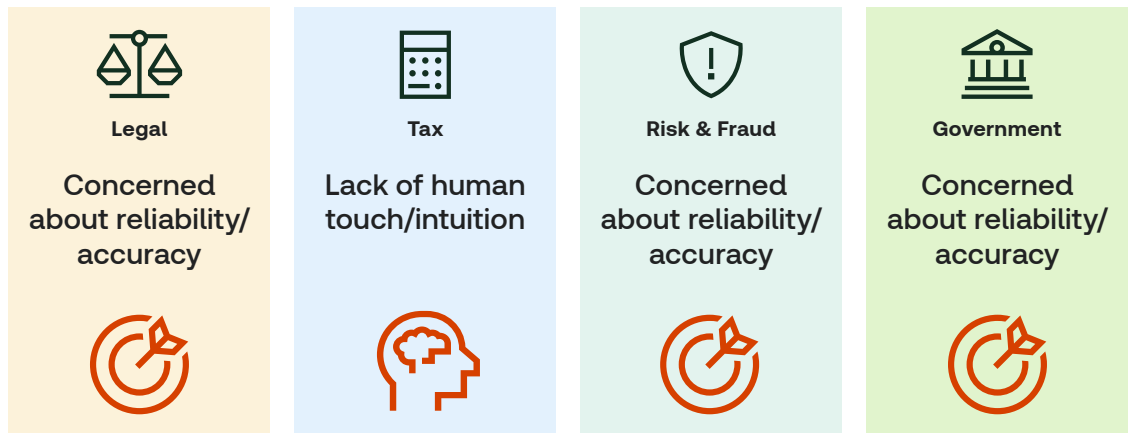 Legal
Concerned
about reliability/
accuracy
Tax
Lack of human
touch/intuition
Risk & Fraud
Concerned
about reliability/
accuracy
Government
Concerned
about reliability/
accuracy